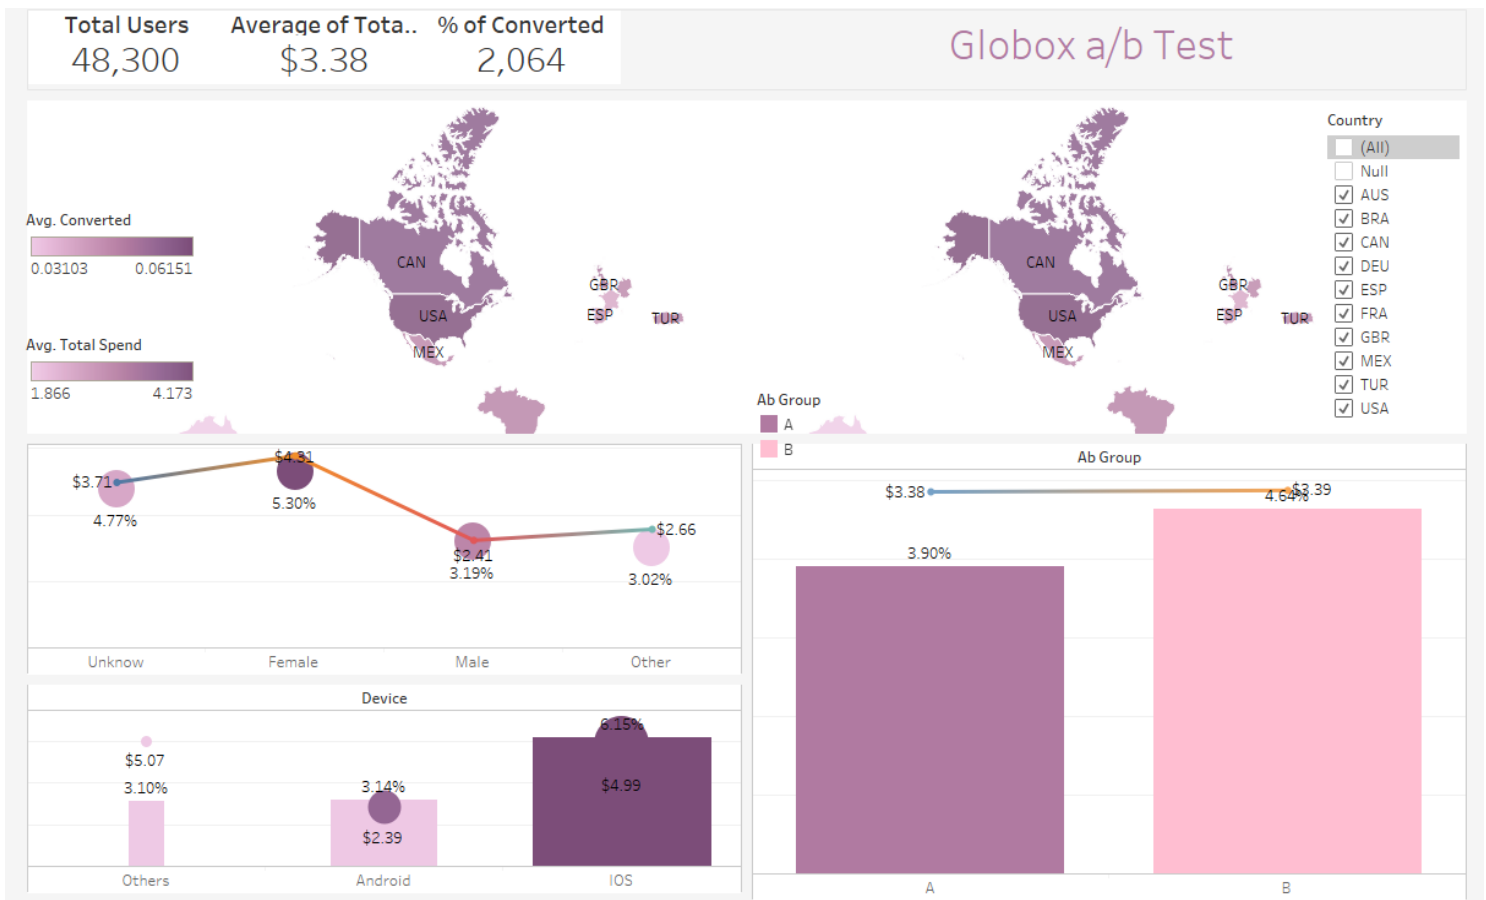 Total Users
48,300
Average of Tota..
$3.38
% of Converted
2,064
Globox a/b Test
Avg. Converted
0.03103 0.06151
Avg. Total Spend
1.866 4.173
CAN
USA
MEX
GBR
ESP
TUR
CAN
USA
MEX
GBR
ESP
TUR
Country
(All)
Null
AUS
BRA
CAN
DEU
ESP
FRA
GBR
MEX
TUR
USA
Ab Group
A
B
$3.71
4.77%
$4.31
5.30%
$2.41
3.19%
$2.66
3.02%
Unknow Female Male Other
Device
$5.07
3.10%
3.14%
$2.39
6.15%
$4.99
Others Android IOS
Ab Group
$3.38
$3.39
3.90%
4.64%
A B